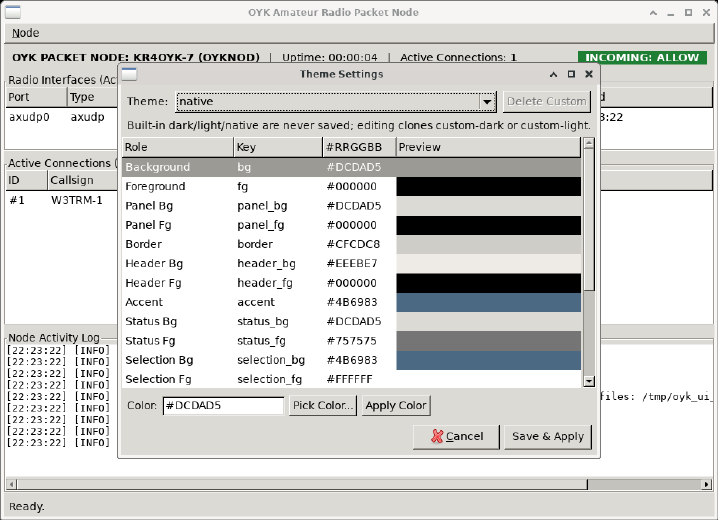 OYK Amateur Radio Packet Node
Node
OYK PACKET NODE: KR4OYK-7 (OYKNOD) | Uptime: 00:00:04 | Active Connections: 1
INCOMING: ALLOW
Radio Interfaces (Ac
Port Type
axudp0 axudp
3:22
Active Connections (
ID Callsign
#1 W3TRM-1
Theme Settings
Theme: native Delete Custom
Built-in dark/light/native are never saved; editing clones custom-dark or custom-light.
Role Key #RRGGBB Preview
Background bg #DCDAD5
Foreground fg #000000
Panel Bg panel_bg #DCDAD5
Panel Fg panel_fg #000000
Border border #CFCDC8
Header Bg header_bg #EEEBE7
Header Fg header_fg #000000
Accent accent #4B6983
Status Bg status_bg #DCDAD5
Status Fg status_fg #757575
Selection Bg selection_bg #4B6983
Selection Fg selection_fg #FFFFFF
Color: #DCDAD5 Pick Color... Apply Color
Cancel Save & Apply
Node Activity Log
[22:23:22] [INFO]
[22:23:22] [INFO]
[22:23:22] [INFO]
[22:23:22] [INFO]
[22:23:22] [INFO] files: /tmp/oyk_ui_
[22:23:22] [INFO]
[22:23:22] [INFO]
[22:23:22] [INFO]
[22:23:22] [INFO]
Ready.